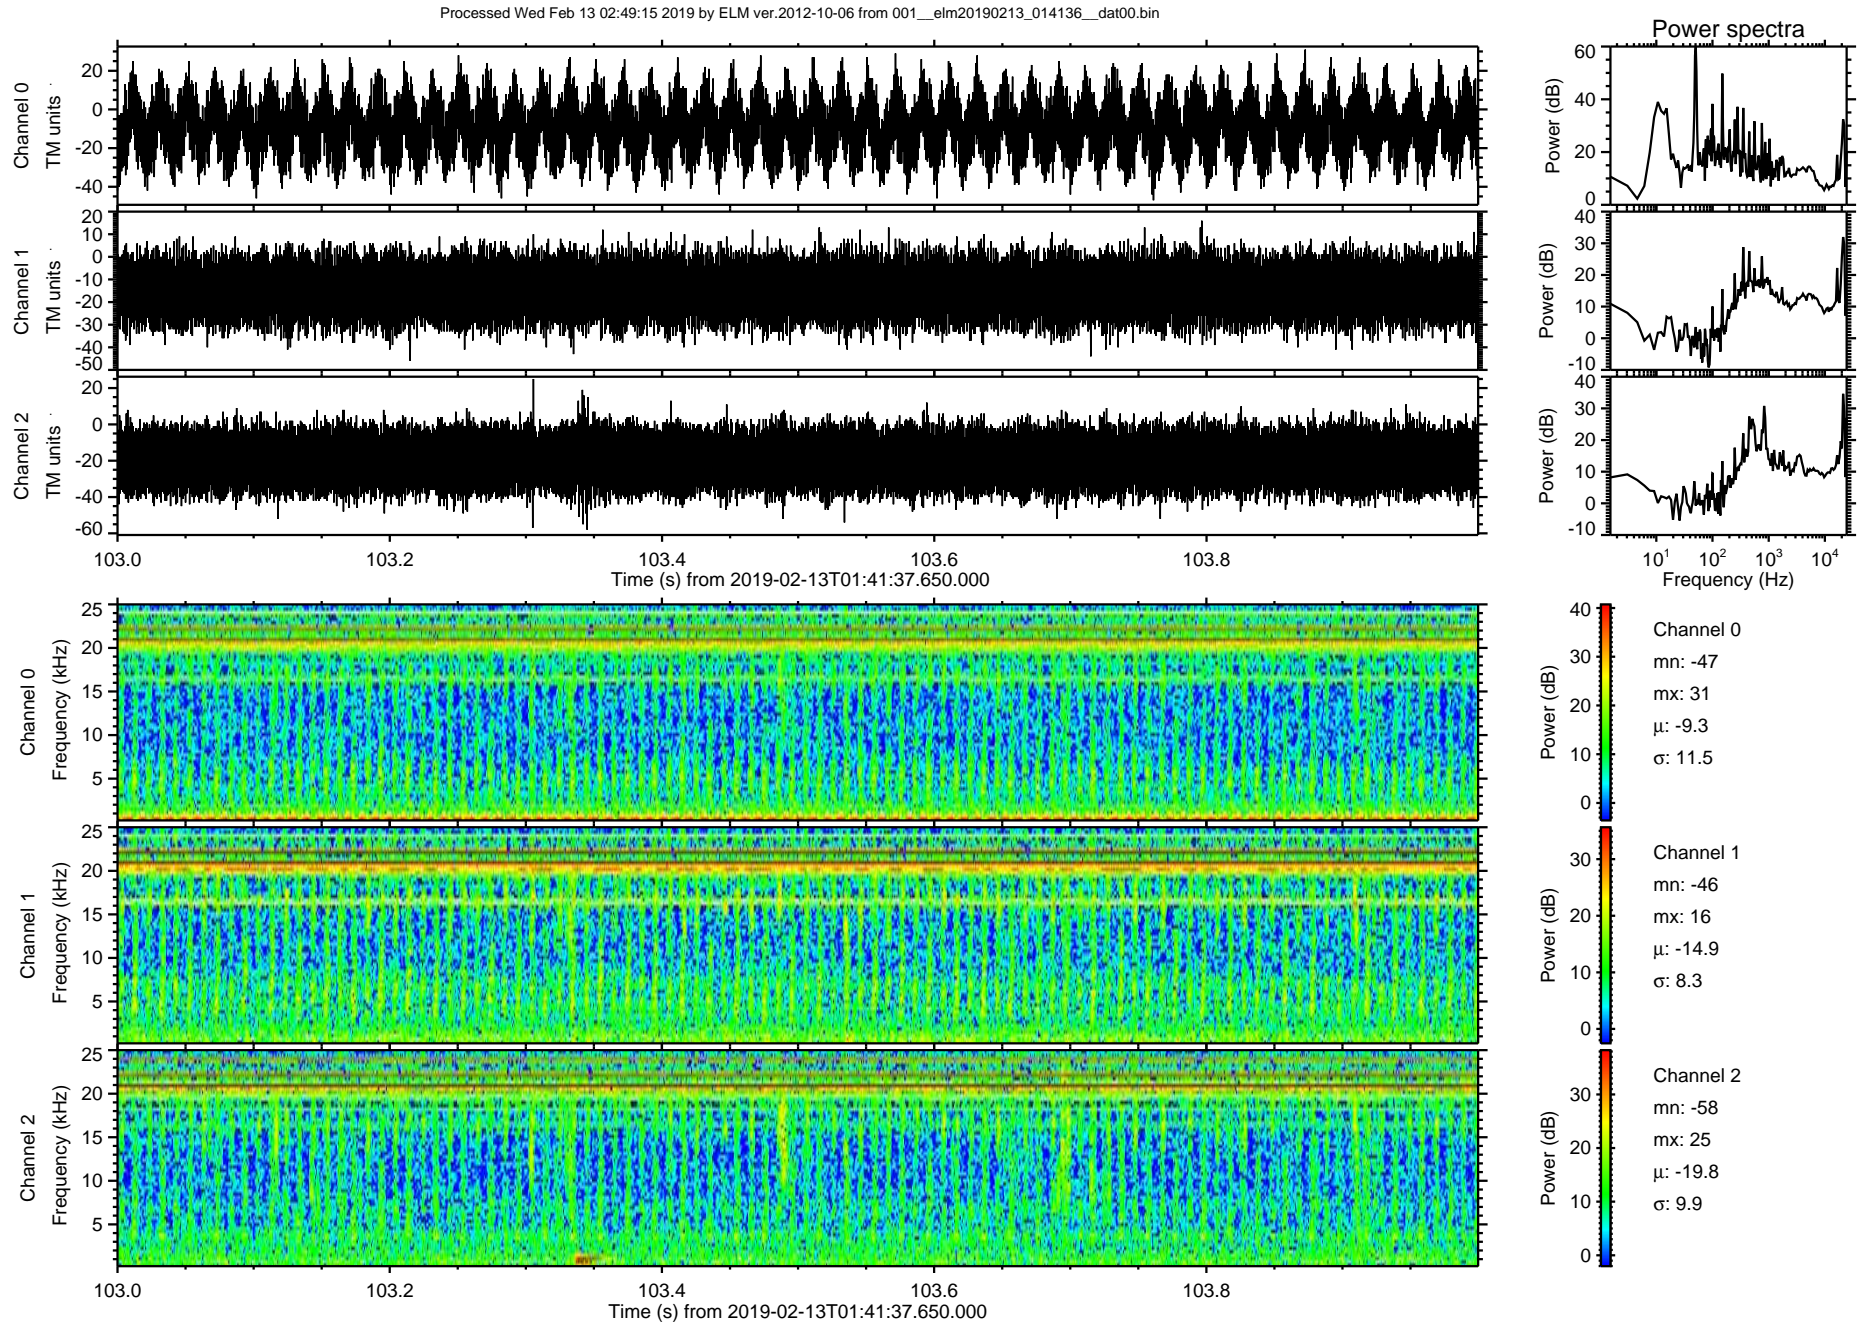 Processed Wed Feb 13 02:49:15 2019 by ELM ver.2012-10-06 from 001__elm20190213_014136__dat00.bin
Power spectra
Channel 0
TM units
20
0
-20
-40
Power (dB)
60
40
20
0
Channel 1
TM units
20
10
0
-10
-20
-30
-40
-50
Power (dB)
40
30
20
10
0
-10
Channel 2
TM units
20
0
-20
-40
-60
Power (dB)
40
30
20
10
0
-10
103.0 103.2 103.4 103.6 103.8
Time (s) from 2019-02-13T01:41:37.650.000
10¹ 10² 10³ 10⁴
Frequency (Hz)
Channel 0
Frequency (kHz)
25
20
15
10
5
Power (dB)
40
30
20
10
0
Channel 0
mn: -47
mx: 31
μ: -9.3
σ: 11.5
Channel 1
Frequency (kHz)
25
20
15
10
5
Power (dB)
30
20
10
0
Channel 1
mn: -46
mx: 16
μ: -14.9
σ: 8.3
Channel 2
Frequency (kHz)
25
20
15
10
5
Power (dB)
30
20
10
0
Channel 2
mn: -58
mx: 25
μ: -19.8
σ: 9.9
103.0 103.2 103.4 103.6 103.8
Time (s) from 2019-02-13T01:41:37.650.000